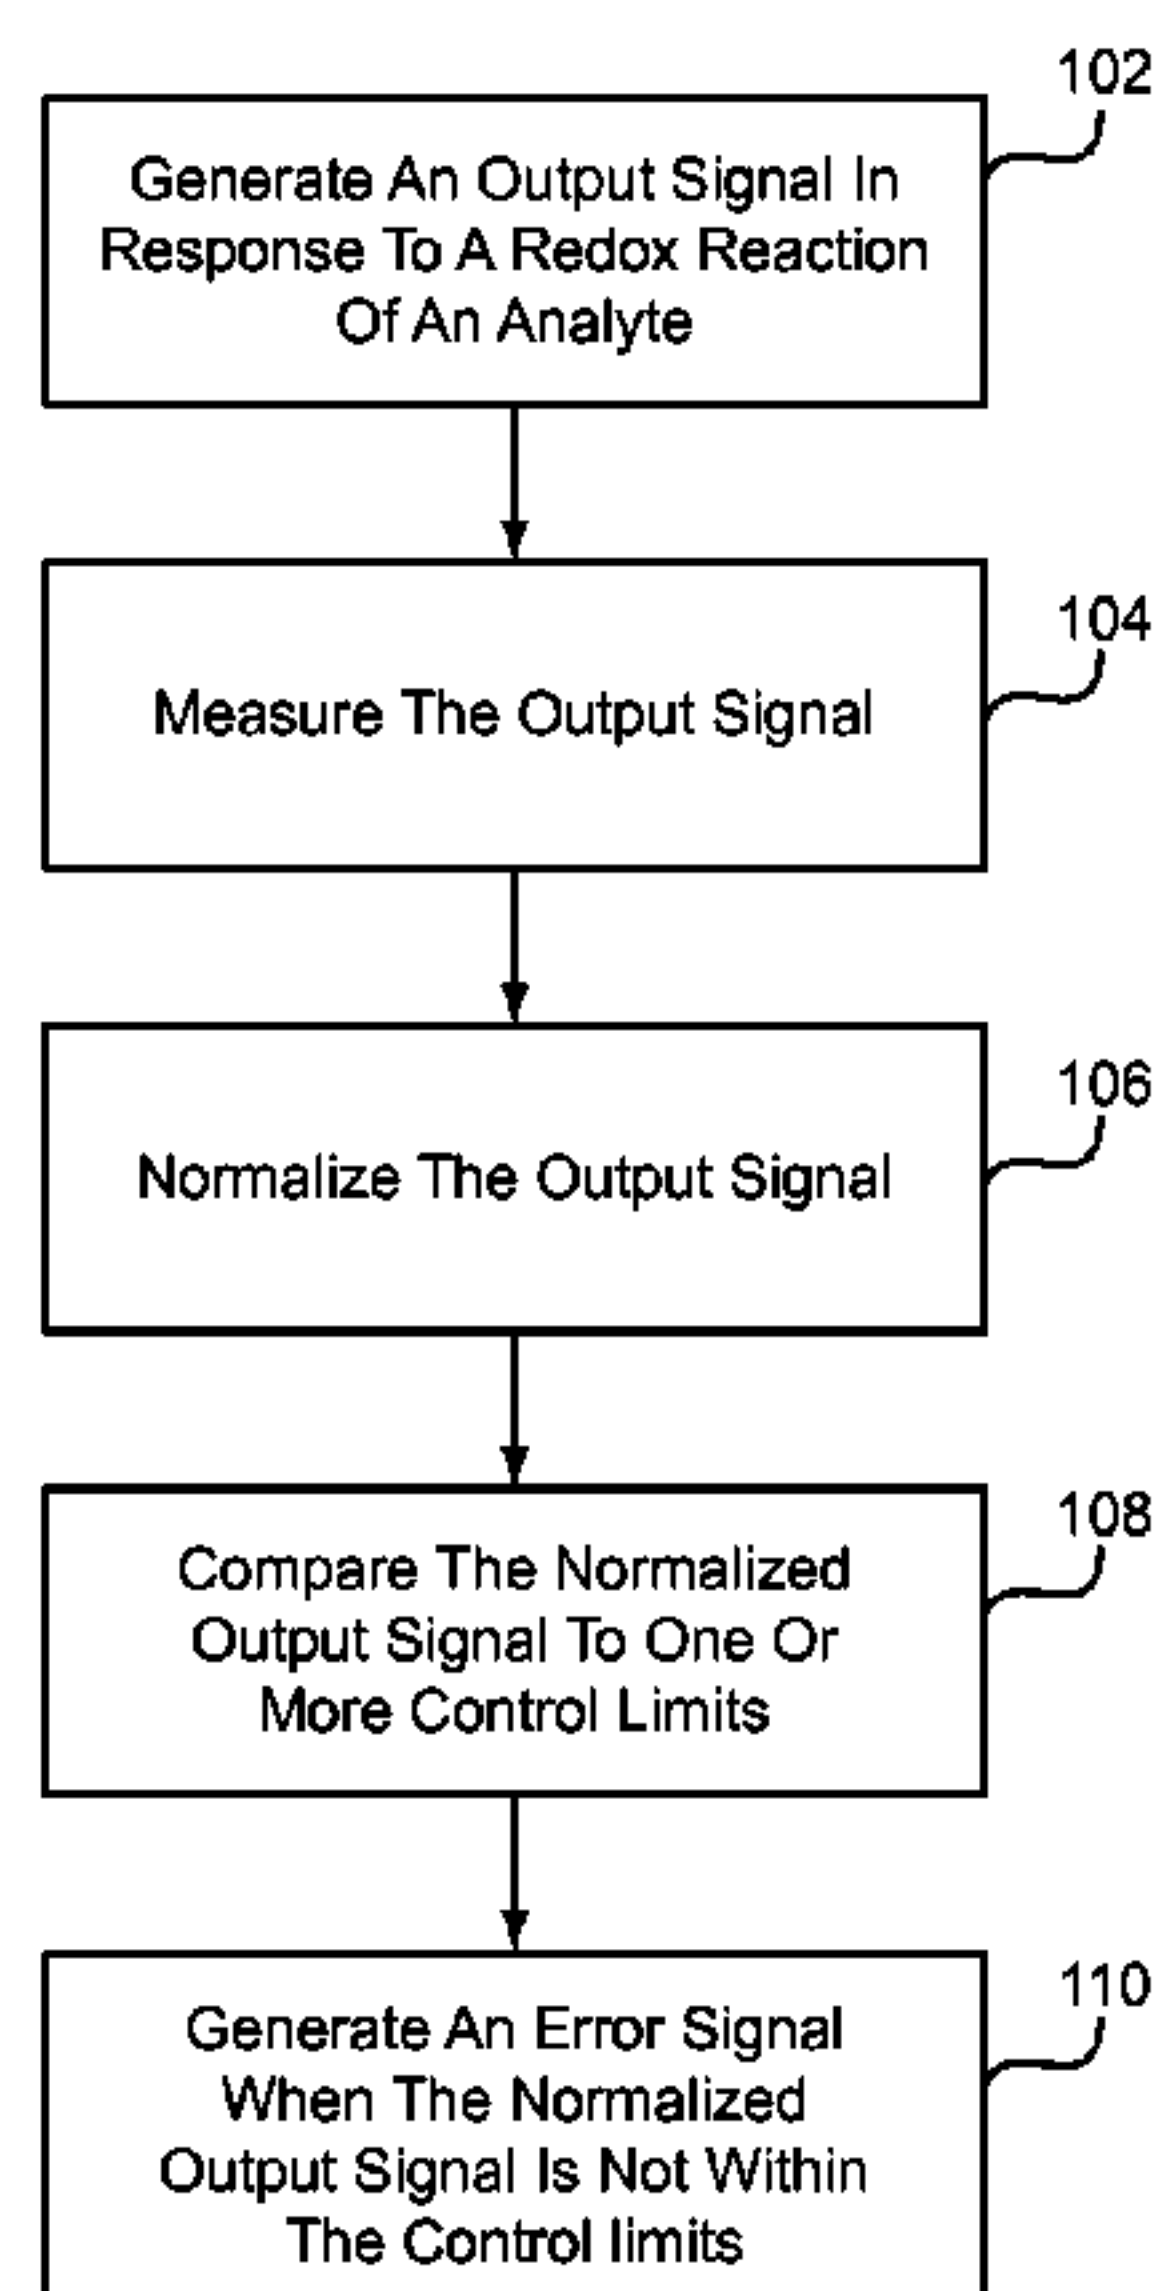 102
Generate An Output Signal In
Response To A Redox Reaction
Of An Analyte
104
Measure The Output Signal
106
Normalize The Output Signal
108
Compare The Normalized
Output Signal To One Or
More Control Limits
110
Generate An Error Signal
When The Normalized
Output Signal Is Not Within
The Control limits